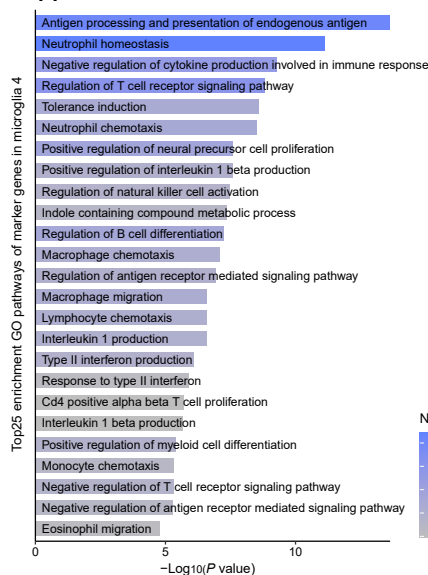 Antigen processing and presentation of endogenous antigen
Neutrophil homeostasis
Negative regulation of cytokine production involved in immune response
Regulation of T cell receptor signaling pathway
Tolerance induction
Neutrophil chemotaxis
Positive regulation of neural precursor cell proliferation
Positive regulation of interleukin 1 beta production
Regulation of natural killer cell activation
Indole containing compound metabolic process
Regulation of B cell differentiation
Macrophage chemotaxis
Regulation of antigen receptor mediated signaling pathway
Macrophage migration
Lymphocyte chemotaxis
Interleukin 1 production
Type II interferon production
Response to type II interferon
Cd4 positive alpha beta T cell proliferation
Interleukin 1 beta production
Positive regulation of myeloid cell differentiation
Monocyte chemotaxis
Negative regulation of T cell receptor signaling pathway
Negative regulation of antigen receptor mediated signaling pathway
Eosinophil migration
Top25 enrichment GO pathways of marker genes in microglia 4
0 5 10
−Log10(P value)
N